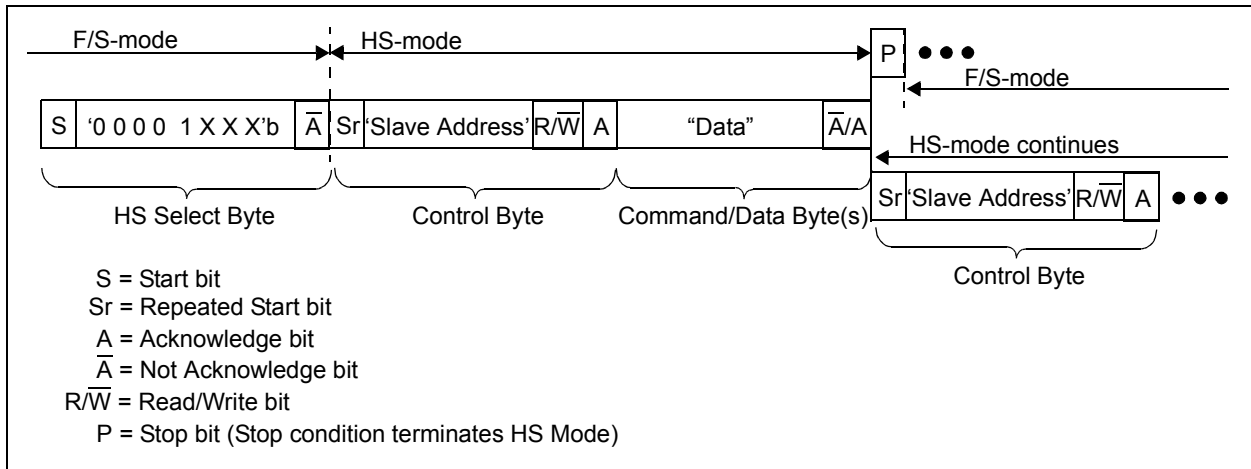 F/S-mode HS-mode P
F/S-mode
S ‘0 0 0 0 1 X X X’b A̅ Sr ‘Slave Address’ R/W̅ A “Data” A̅/A
HS-mode continues
Sr ‘Slave Address’ R/W̅ A
HS Select Byte Control Byte Command/Data Byte(s)
Control Byte
S = Start bit
Sr = Repeated Start bit
A = Acknowledge bit
A̅ = Not Acknowledge bit
R/W̅ = Read/Write bit
P = Stop bit (Stop condition terminates HS Mode)